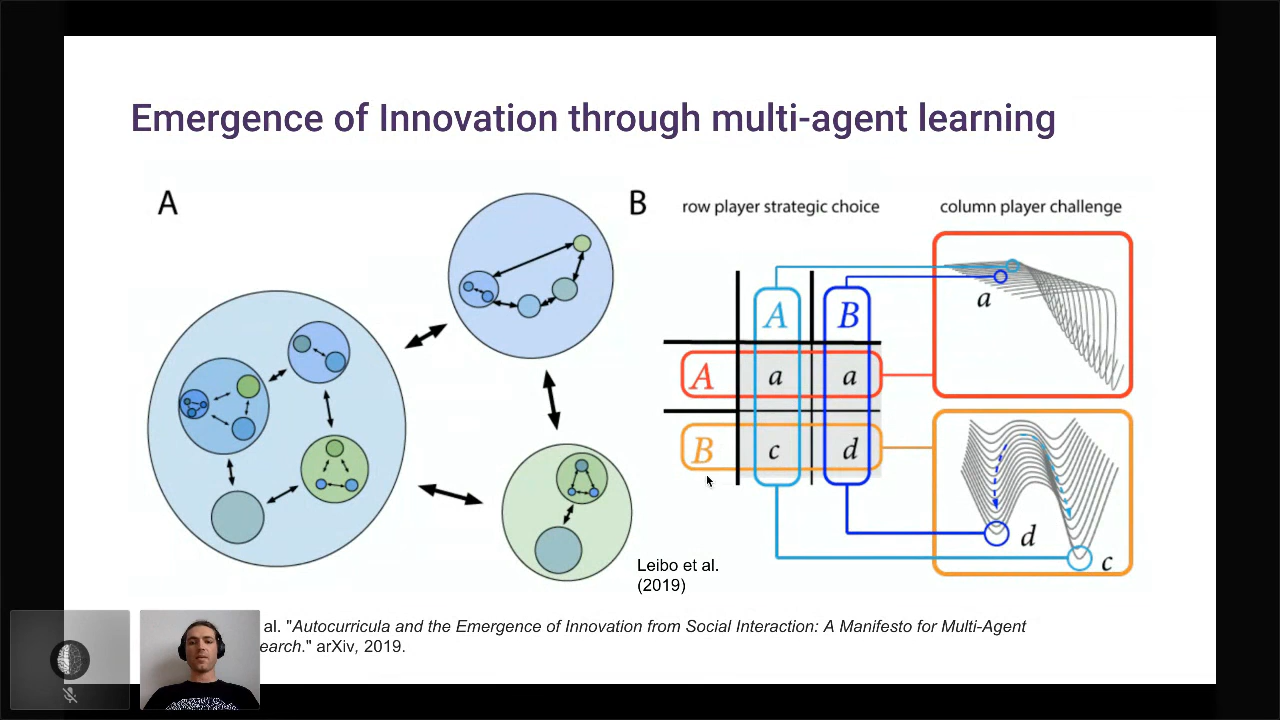 Emergence of Innovation through multi-agent learning
A
B
row player strategic choice
column player challenge
A
B
a
A
a
a
B
c
d
d
c
Leibo et al.
(2019)
al. "Autocurricula and the Emergence of Innovation from Social Interaction: A Manifesto for Multi-Agent
earch." arXiv, 2019.